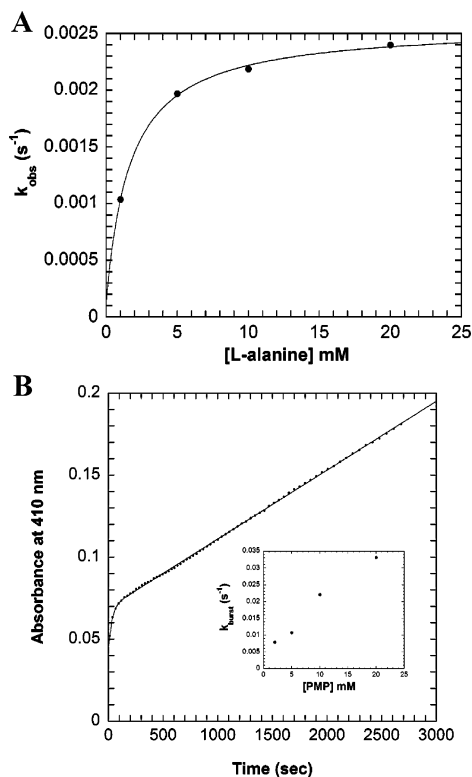 A
0.0025
0.002
0.0015
0.001
0.0005
0
k_obs (s^-1)
0 5 10 15 20 25
[L-alanine] mM
B
0.2
0.15
0.1
0.05
0
Absorbance at 410 nm
0.035
0.03
0.025
0.02
0.015
0.01
0.005
0
k_burst (s^-1)
0 5 10 15 20 25
[PMP] mM
0 500 1000 1500 2000 2500 3000
Time (sec)